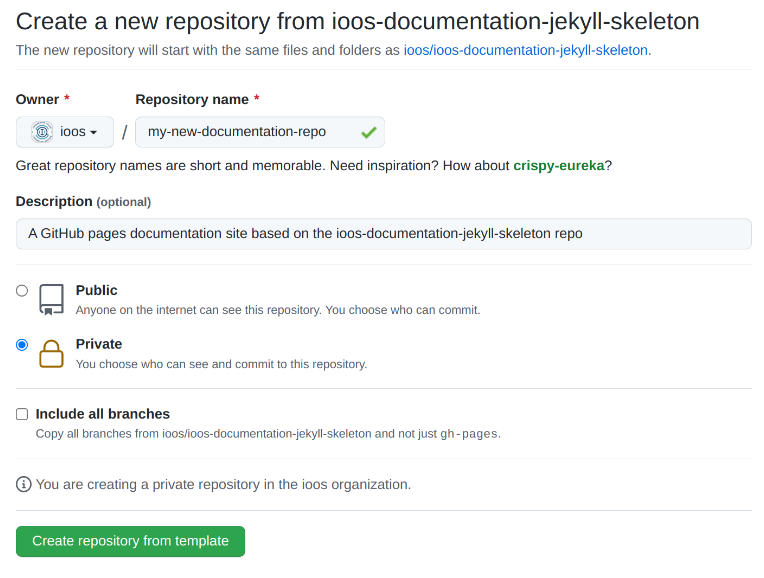 Create a new repository from ioos-documentation-jekyll-skeleton
The new repository will start with the same files and folders as ioos/ioos-documentation-jekyll-skeleton.
Owner * Repository name *
ioos / my-new-documentation-repo
Great repository names are short and memorable. Need inspiration? How about crispy-eureka?
Description (optional)
A GitHub pages documentation site based on the ioos-documentation-jekyll-skeleton repo
Public
Anyone on the internet can see this repository. You choose who can commit.
Private
You choose who can see and commit to this repository.
Include all branches
Copy all branches from ioos/ioos-documentation-jekyll-skeleton and not just gh-pages.
You are creating a private repository in the ioos organization.
Create repository from template